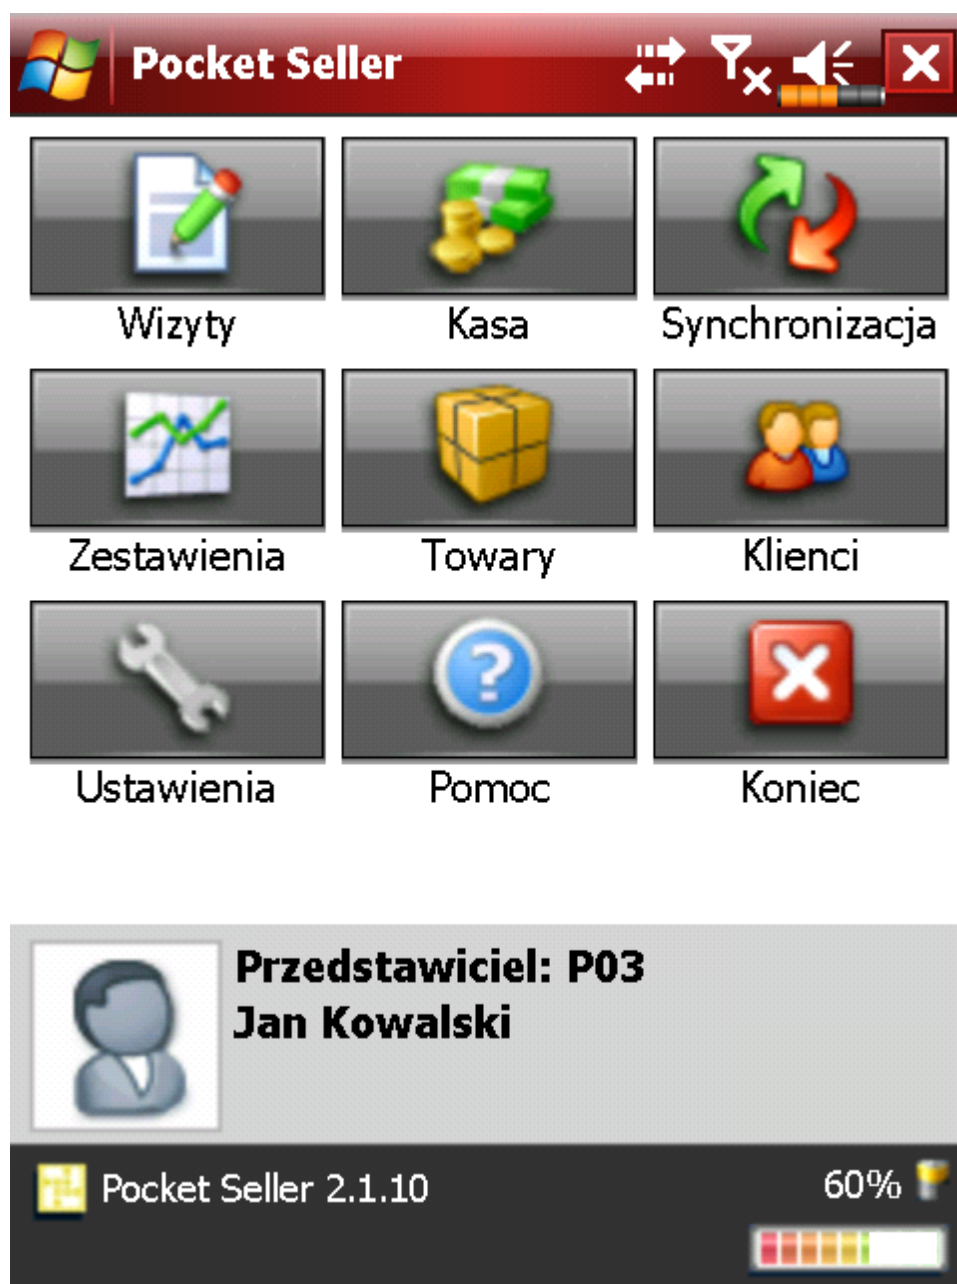 Pocket Seller
Wizyty
Kasa
Synchronizacja
Zestawienia
Towary
Klienci
Ustawienia
Pomoc
Koniec
Przedstawiciel: P03
Jan Kowalski
Pocket Seller 2.1.10
60%